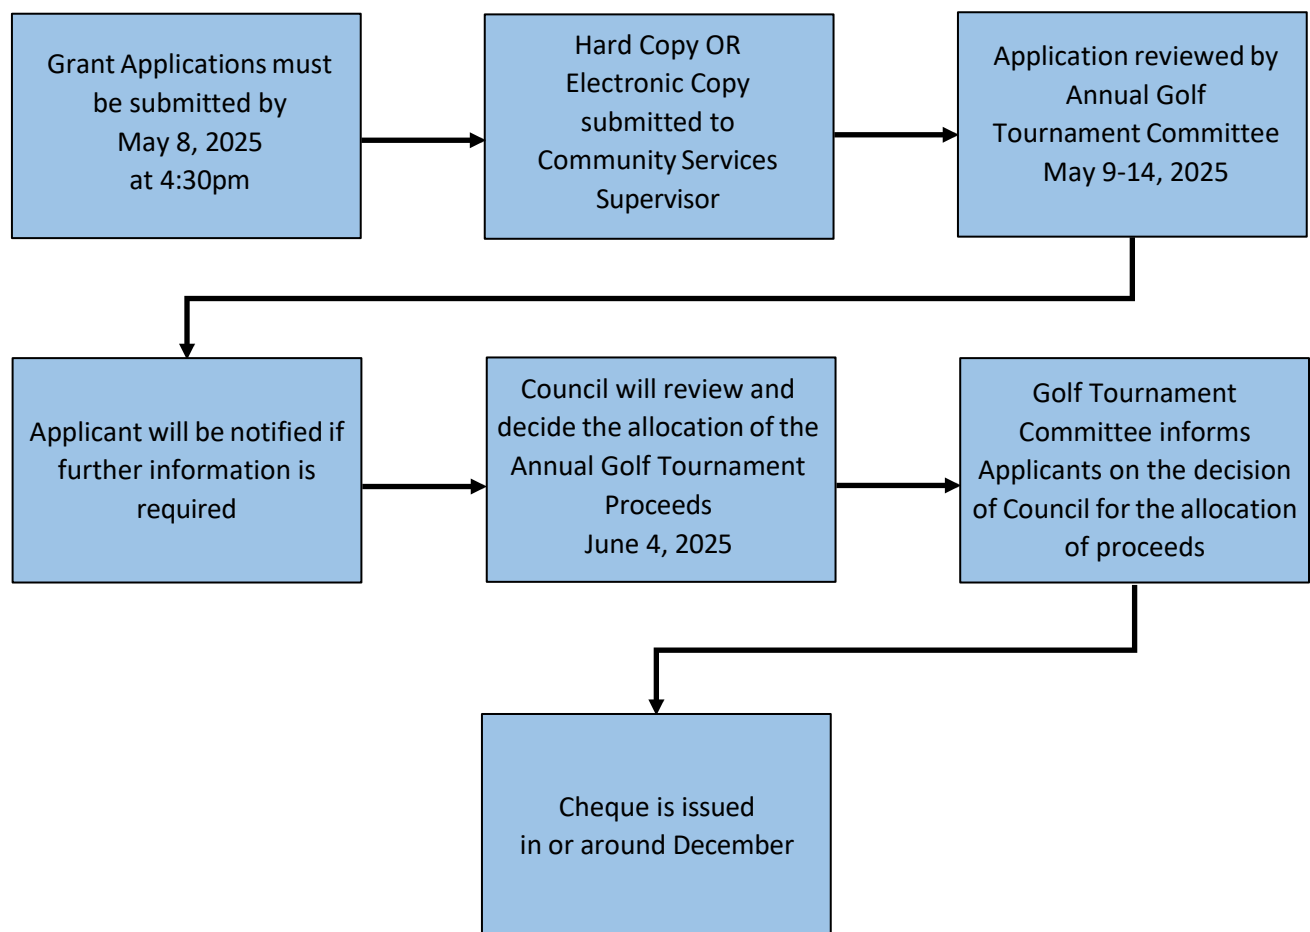 Grant Applications must
be submitted by
May 8, 2025
at 4:30pm
Hard Copy OR
Electronic Copy
submitted to
Community Services
Supervisor
Application reviewed by
Annual Golf
Tournament Committee
May 9-14, 2025
Applicant will be notified if
further information is
required
Council will review and
decide the allocation of the
Annual Golf Tournament
Proceeds
June 4, 2025
Golf Tournament
Committee informs
Applicants on the decision
of Council for the allocation
of proceeds
Cheque is issued
in or around December